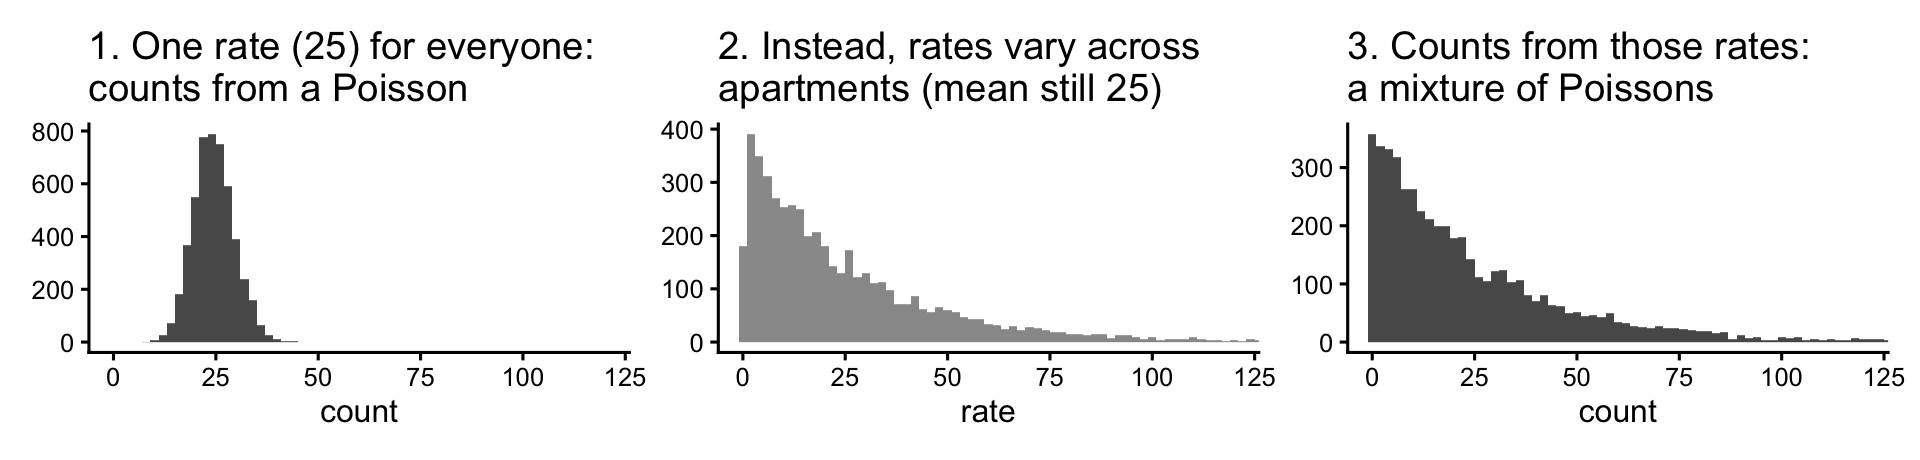 1. One rate (25) for everyone:
counts from a Poisson
800
600
400
200
0
0 25 50 75 100 125
count
2. Instead, rates vary across
apartments (mean still 25)
400
300
200
100
0
0 25 50 75 100 125
rate
3. Counts from those rates:
a mixture of Poissons
300
200
100
0
0 25 50 75 100 125
count